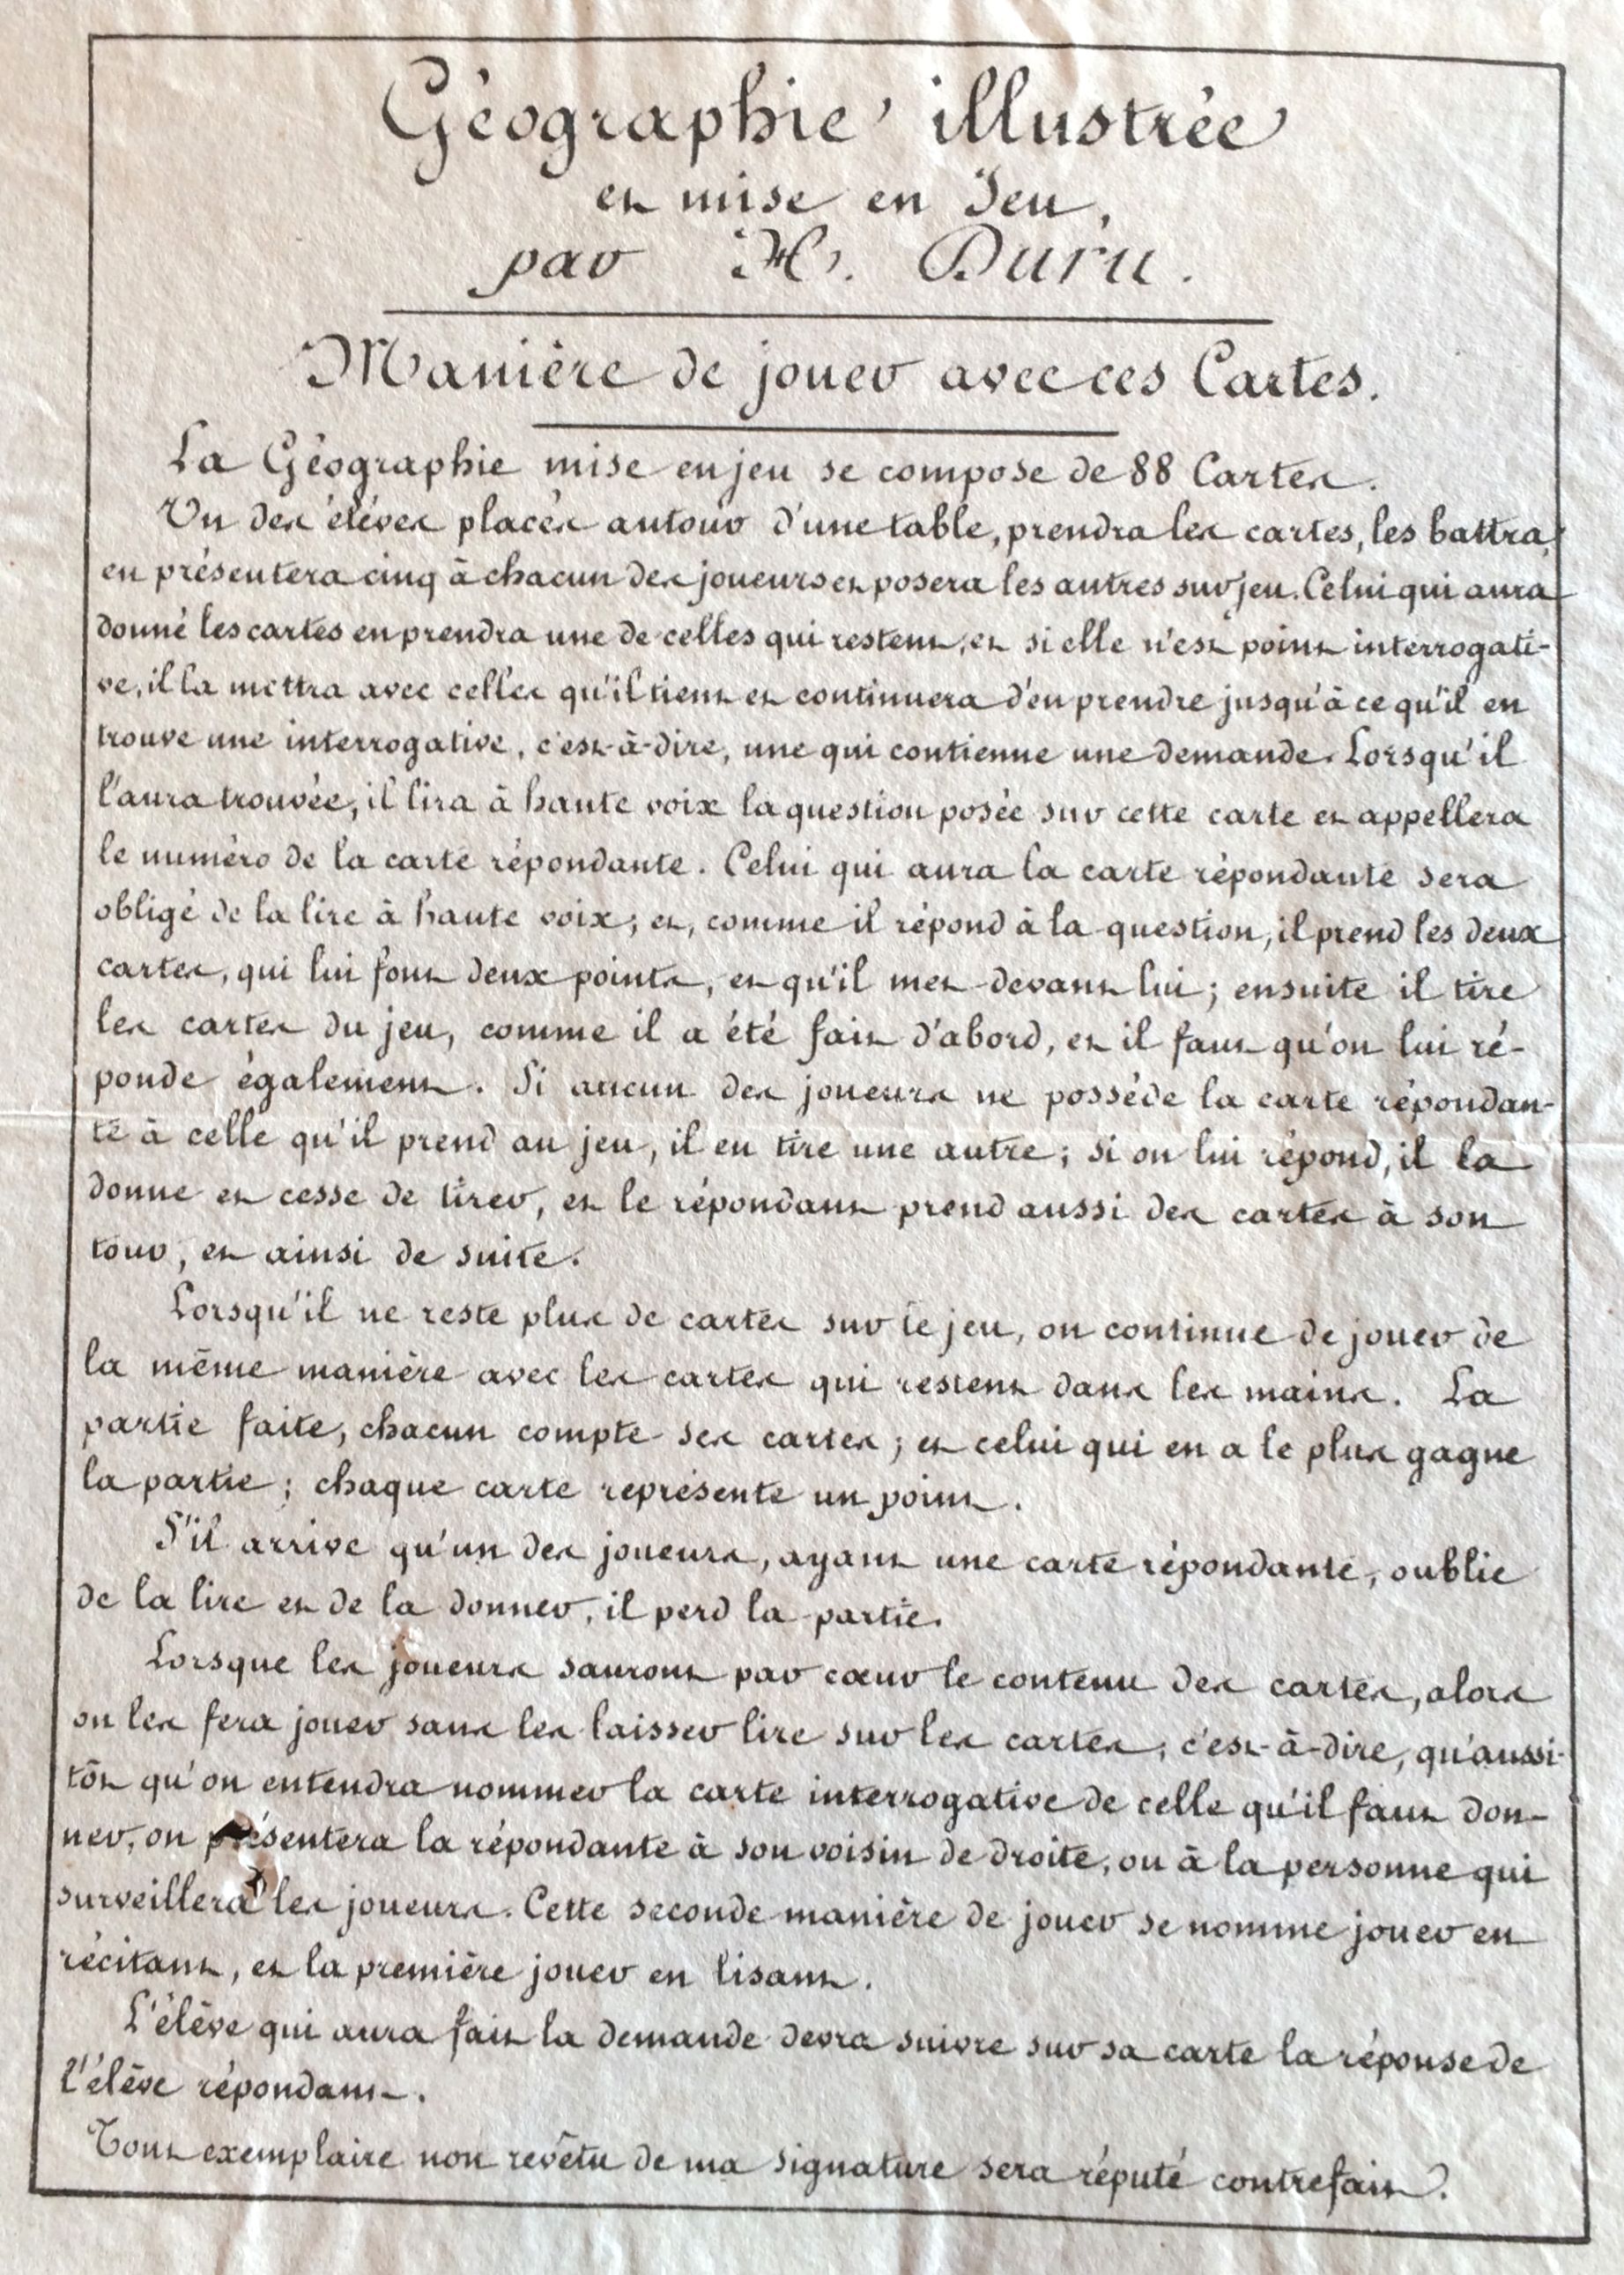 Géographie illustrée
et mise en Jeu,
par H. Duru.
Manière de jouer avec ces Cartes.
La Géographie mise en jeu se compose de 88 Cartes.
Un des élèves placés autour d'une table, prendra les cartes, les battra,
en présentera cinq à chacun des joueurs et posera les autres sur jeu. Celui qui aura
donné les cartes en prendra une de celles qui restent, et si elle n'est point interrogati-
ve, il la mettra avec celles qu'il tient et continuera d'en prendre jusqu'à ce qu'il en
trouve une interrogative, c'est-à-dire, une qui contienne une demande. Lorsqu'il
l'aura trouvée, il lira à haute voix la question posée sur cette carte et appellera
le numéro de la carte répondante. Celui qui aura la carte répondante sera
obligé de la lire à haute voix; et, comme il répond à la question, il prend les deux
cartes, qui lui font deux points, et qu'il met devant lui; ensuite il tire
les cartes du jeu, comme il a été fait d'abord, et il faut qu'on lui ré-
ponde également. Si aucun des joueurs ne possède la carte répondan-
te à celle qu'il prend au jeu, il en tire une autre; si on lui répond, il la
donne et cesse de tirer, et le répondant prend aussi des cartes à son
tour, et ainsi de suite.
Lorsqu'il ne reste plus de cartes sur le jeu, on continue de jouer de
la même manière avec les cartes qui restent dans les mains. La
partie faite, chacun compte ses cartes; et celui qui en a le plus gagne
la partie; chaque carte représente un point.
S'il arrive qu'un des joueurs, ayant une carte répondante, oublie
de la lire et de la donner, il perd la partie.
Lorsque les joueurs sauront par cœur le contenu des cartes, alors
on les fera jouer sans les laisser lire sur les cartes; c'est-à-dire, qu'aussi-
tôt qu'on entendra nommer la carte interrogative de celle qu'il faut don-
ner, on présentera la répondante à son voisin de droite, ou à la personne qui
surveillera les joueurs. Cette seconde manière de jouer se nomme jouer en
récitant, et la première jouer en lisant.
L'élève qui aura fait la demande devra suivre sur sa carte la réponse de
l'élève répondant.
Tout exemplaire non revêtu de ma signature sera réputé contrefait.